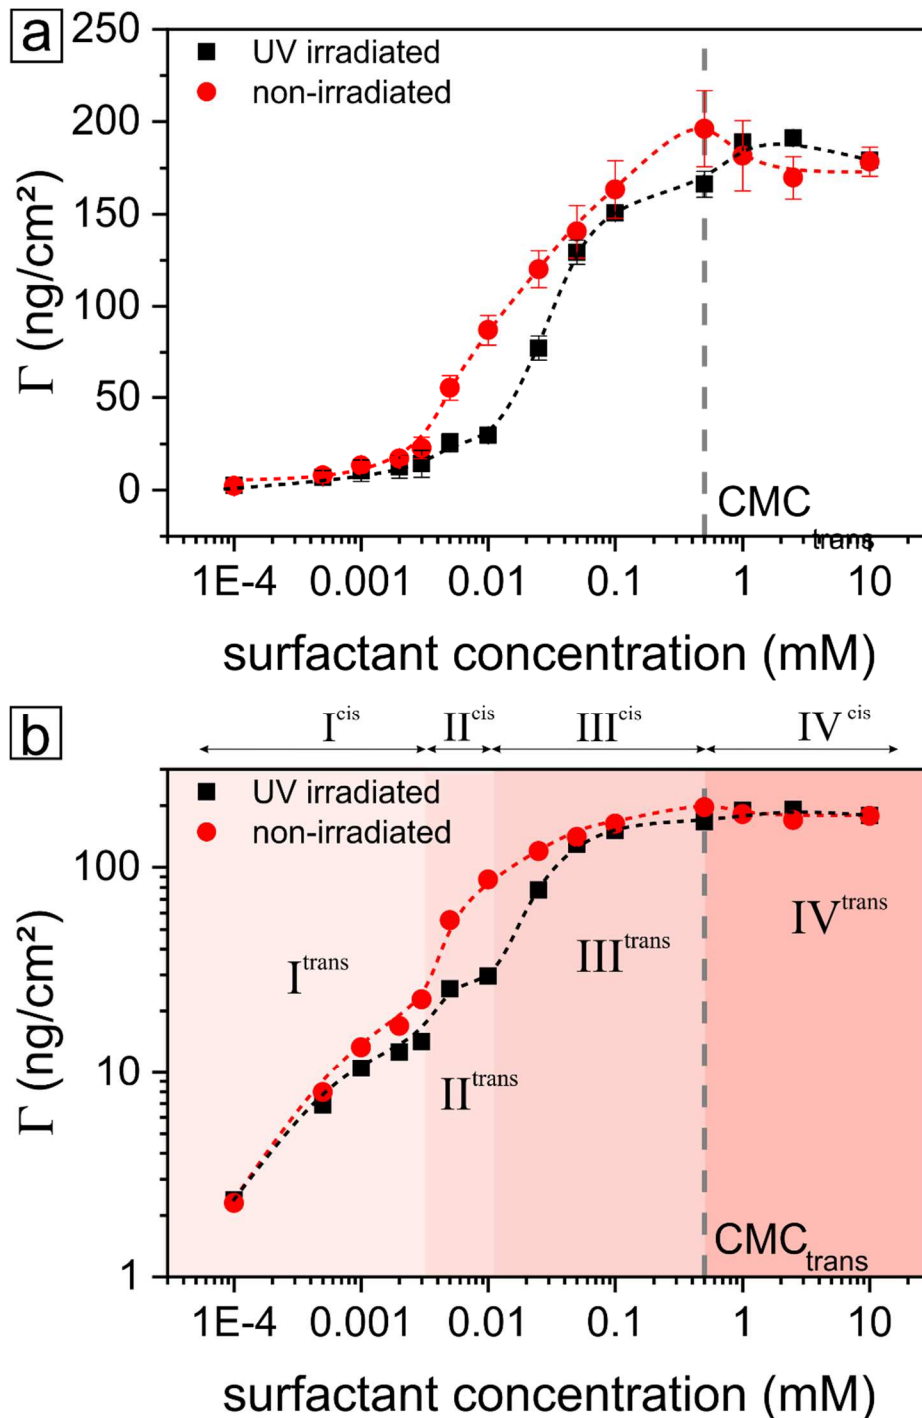 a
250
UV irradiated
non-irradiated
200
150
100
50
0
Γ (ng/cm²)
CMC trans
1E-4 0.001 0.01 0.1 1 10
surfactant concentration (mM)
b
I cis II cis III cis IV cis
UV irradiated
non-irradiated
100
10
1
Γ (ng/cm²)
IV trans
III trans
I trans
II trans
CMC trans
1E-4 0.001 0.01 0.1 1 10
surfactant concentration (mM)